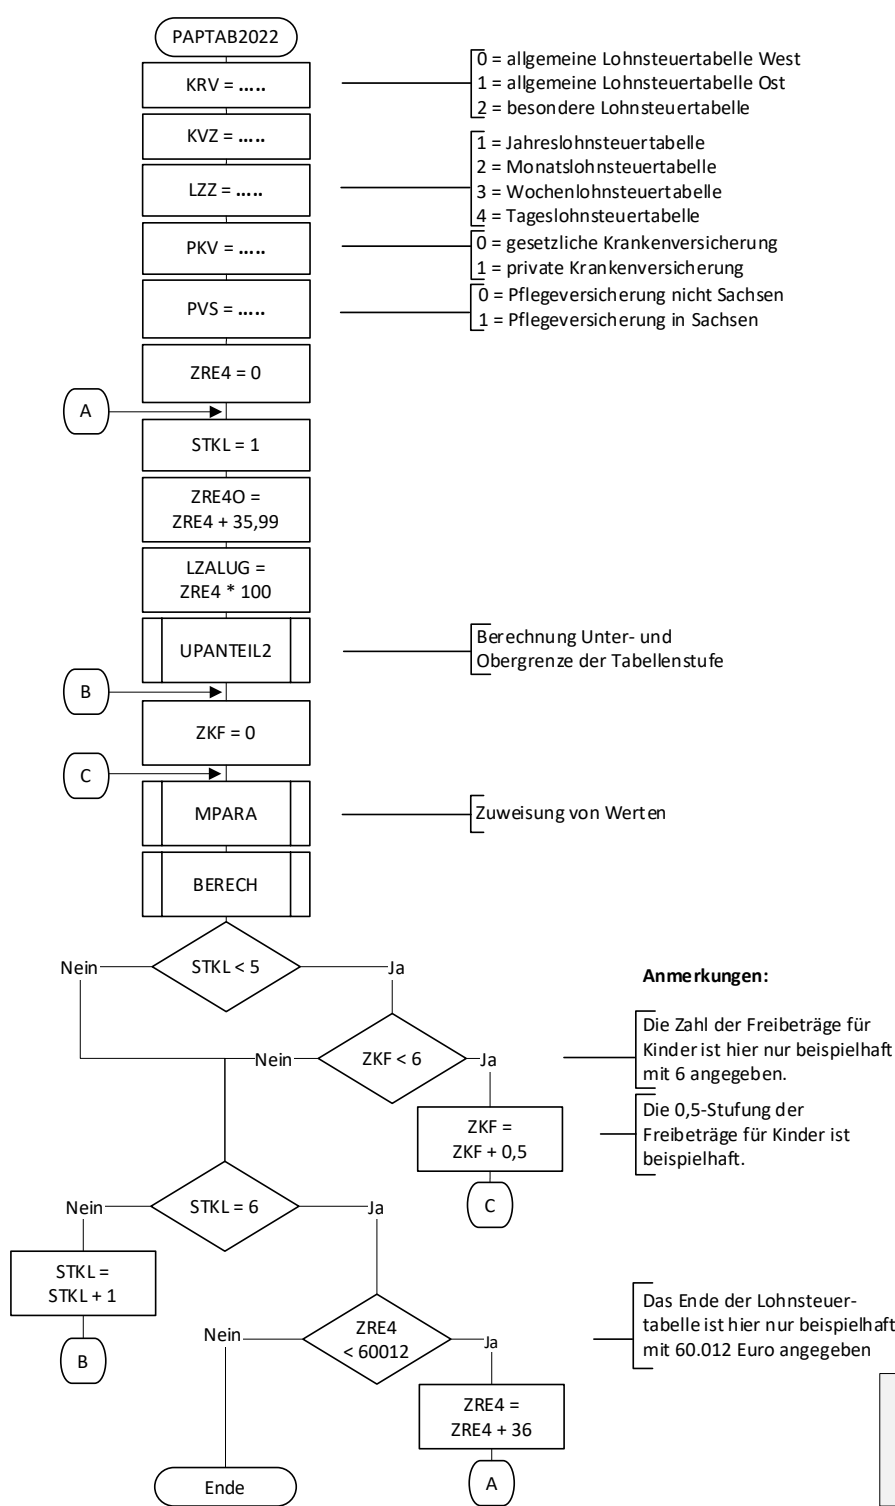 PAPTAB2022
KRV = .....
0 = allgemeine Lohnsteuertabelle West
1 = allgemeine Lohnsteuertabelle Ost
2 = besondere Lohnsteuertabelle
KVZ = .....
LZZ = .....
1 = Jahreslohnsteuertabelle
2 = Monatslohnsteuertabelle
3 = Wochenlohnsteuertabelle
4 = Tageslohnsteuertabelle
PKV = .....
0 = gesetzliche Krankenversicherung
1 = private Krankenversicherung
PVS = .....
0 = Pflegeversicherung nicht Sachsen
1 = Pflegeversicherung in Sachsen
ZRE4 = 0
A
STKL = 1
ZRE4O =
ZRE4 + 35,99
LZALUG =
ZRE4 * 100
UPANTEIL2
Berechnung Unter- und
Obergrenze der Tabellenstufe
B
ZKF = 0
C
MPARA
Zuweisung von Werten
BERECH
STKL < 5
Nein
Ja
Anmerkungen:
ZKF < 6
Nein
Ja
Die Zahl der Freibeträge für
Kinder ist hier nur beispielhaft
mit 6 angegeben.
ZKF =
ZKF + 0,5
Die 0,5-Stufung der
Freibeträge für Kinder ist
beispielhaft.
C
STKL = 6
Nein
Ja
STKL =
STKL + 1
B
ZRE4
< 60012
Nein
Ja
Das Ende der Lohnsteuer-
tabelle ist hier nur beispielhaft
mit 60.012 Euro angegeben
ZRE4 =
ZRE4 + 36
A
Ende